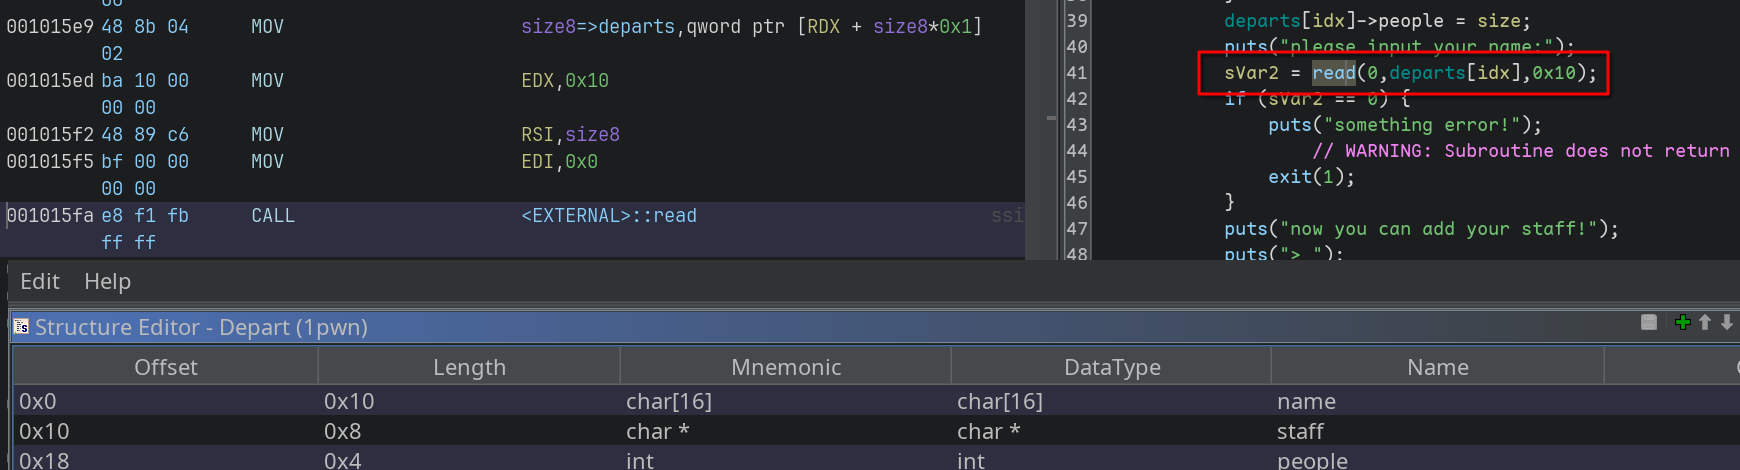 00
001015e9 48 8b 04 MOV size8=>departs,qword ptr [RDX + size8*0x1]
02
001015ed ba 10 00 MOV EDX,0x10
00 00
001015f2 48 89 c6 MOV RSI,size8
001015f5 bf 00 00 MOV EDI,0x0
00 00
001015fa e8 f1 fb CALL <EXTERNAL>::read ssi
ff ff
39 departs[idx]->people = size;
40 puts("please input your name:");
41 sVar2 = read(0,departs[idx],0x10);
42 if (sVar2 == 0) {
43 puts("something error!");
44 // WARNING: Subroutine does not return
45 exit(1);
46 }
47 puts("now you can add your staff!");
48 puts("> ");
Edit Help
Structure Editor - Depart (1pwn)
Offset Length Mnemonic DataType Name
0x0 0x10 char[16] char[16] name
0x10 0x8 char * char * staff
0x18 0x4 int int people